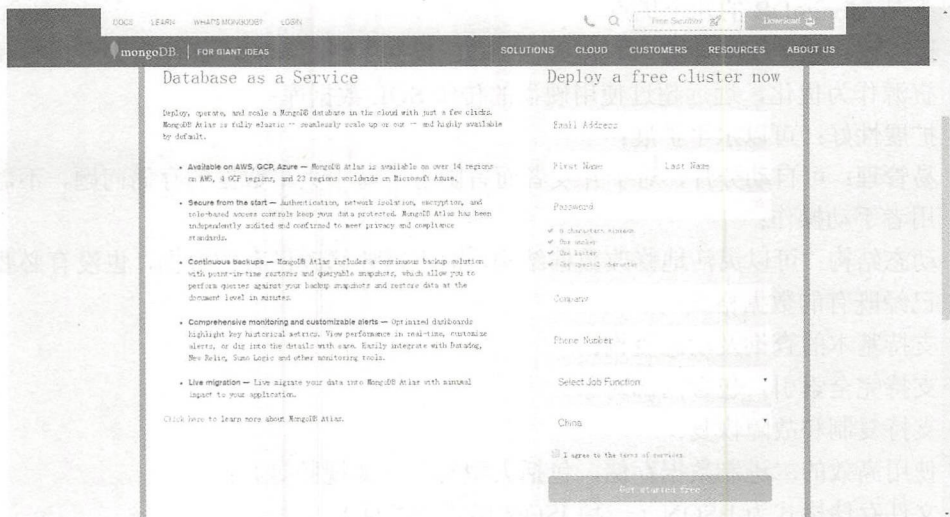 DOCS LEARN WHAT'S MONGODB? LOGIN
Free Seminar Download
mongoDB. FOR GIANT IDEAS
SOLUTIONS CLOUD CUSTOMERS RESOURCES ABOUT US
Database as a Service
Deploy, operate, and scale a MongoDB database in the cloud with just a few clicks.
MongoDB Atlas is fully elastic -- seamlessly scale up or out -- and highly available
by default.
• Available on AWS, GCP, Azure — MongoDB Atlas is available on over 14 regions
on AWS, 4 GCP regions, and 23 regions worldwide on Microsoft Azure.
• Secure from the start — Authentication, network isolation, encryption, and
role-based access controls keep your data protected. MongoDB Atlas has been
independently audited and confirmed to meet privacy and compliance
standards.
• Continuous backups — MongoDB Atlas includes a continuous backup solution
with point-in-time restores and queryable snapshots, which allow you to
perform queries against your backup snapshots and restore data at the
document level in minutes.
• Comprehensive monitoring and customizable alerts — Optimized dashboards
highlight key historical metrics. View performance in real-time, customize
alerts, or dig into the details with ease. Easily integrate with Datadog,
New Relic, Sumo Logic and other monitoring tools.
• Live migration — Live migrate your data into MongoDB Atlas with minimal
impact to your application.
Click here to learn more about MongoDB Atlas.
Deploy a free cluster now
Email Address
First Name Last Name
Password
8 characters minimum
One number
One letter
One special character
Company
Phone Number
Select Job Function
China
I agree to the terms of service.
Get started free